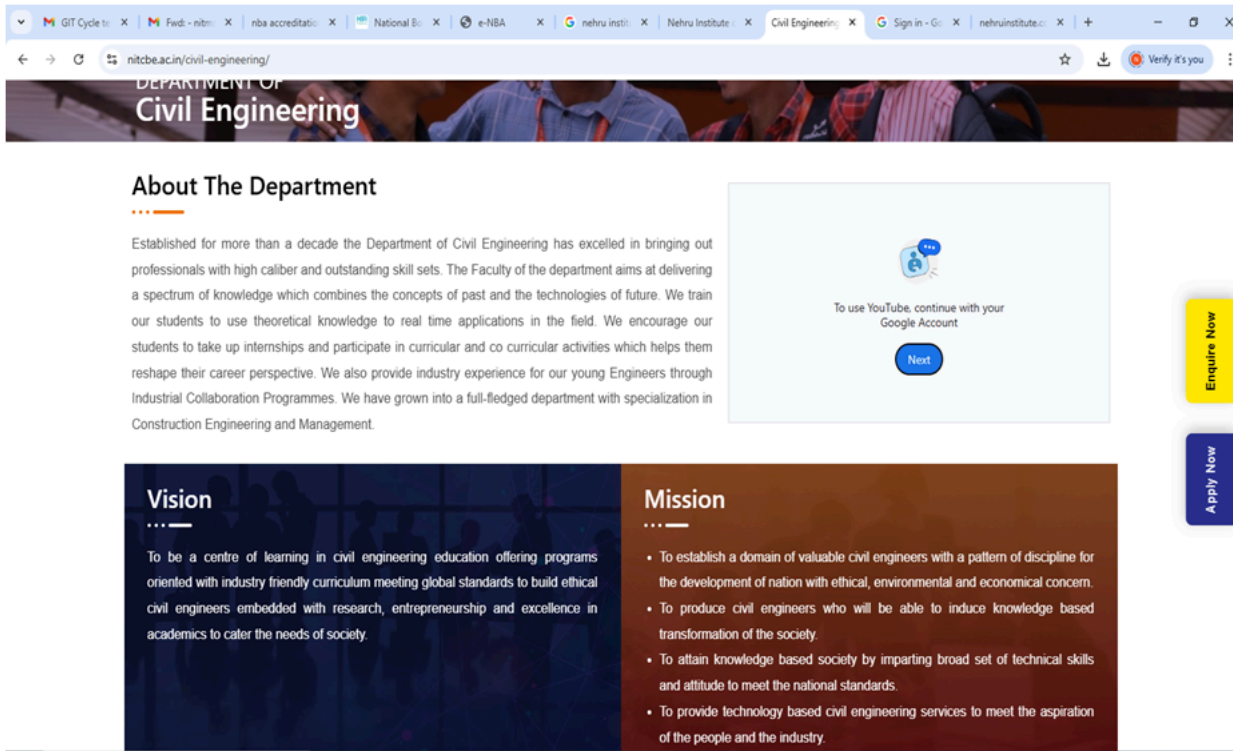 GIT Cycle te
Fwd: - nitm
nba accreditatio
National Bo
e-NBA
nehru instit
Nehru Institute c
Civil Engineering
Sign in - Go
nehruinstitute.c
nitcbe.ac.in/civil-engineering/
Verify it's you
DEPARTMENT OF
Civil Engineering
About The Department
Established for more than a decade the Department of Civil Engineering has excelled in bringing out
professionals with high caliber and outstanding skill sets. The Faculty of the department aims at delivering
a spectrum of knowledge which combines the concepts of past and the technologies of future. We train
our students to use theoretical knowledge to real time applications in the field. We encourage our
students to take up internships and participate in curricular and co curricular activities which helps them
reshape their career perspective. We also provide industry experience for our young Engineers through
Industrial Collaboration Programmes. We have grown into a full-fledged department with specialization in
Construction Engineering and Management.
To use YouTube, continue with your
Google Account
Next
Enquire Now
Apply Now
Vision
To be a centre of learning in civil engineering education offering programs
oriented with industry friendly curriculum meeting global standards to build ethical
civil engineers embedded with research, entrepreneurship and excellence in
academics to cater the needs of society.
Mission
• To establish a domain of valuable civil engineers with a pattern of discipline for
the development of nation with ethical, environmental and economical concern.
• To produce civil engineers who will be able to induce knowledge based
transformation of the society.
• To attain knowledge based society by imparting broad set of technical skills
and attitude to meet the national standards.
• To provide technology based civil engineering services to meet the aspiration
of the people and the industry.